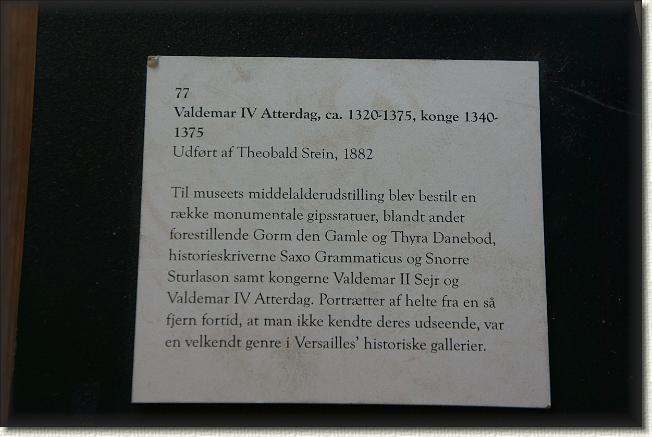 77
Valdemar IV Atterdag, ca. 1320-1375, konge 1340-
1375
Udført af Theobald Stein, 1882
Til museets middelalderudstilling blev bestilt en
række monumentale gipsstatuer, blandt andet
forestillende Gorm den Gamle og Thyra Danebod,
historieskriverne Saxo Grammaticus og Snorre
Sturlason samt kongerne Valdemar II Sejr og
Valdemar IV Atterdag. Portrætter af helte fra en så
fjern fortid, at man ikke kendte deres udseende, var
en velkendt genre i Versailles' historiske gallerier.